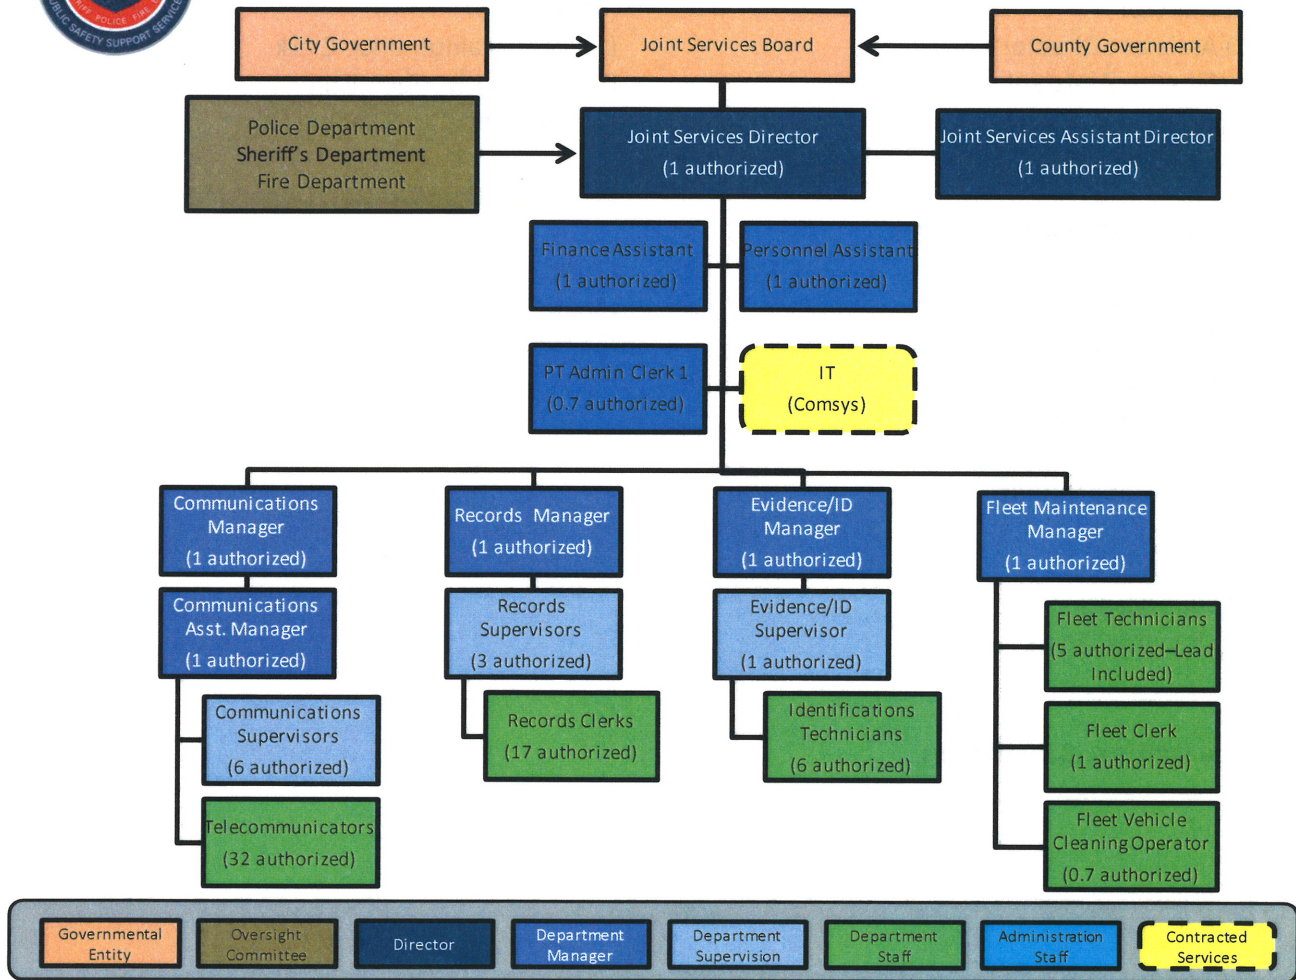 POLICE FIRE
PUBLIC SAFETY SUPPORT SERVICE
City Government
Joint Services Board
County Government
Police Department
Sheriff's Department
Fire Department
Joint Services Director
(1 authorized)
Joint Services Assistant Director
(1 authorized)
Finance Assistant
(1 authorized)
Personnel Assistant
(1 authorized)
PT Admin Clerk 1
(0.7 authorized)
IT
(Comsys)
Communications
Manager
(1 authorized)
Records Manager
(1 authorized)
Evidence/ID
Manager
(1 authorized)
Fleet Maintenance
Manager
(1 authorized)
Communications
Asst. Manager
(1 authorized)
Records
Supervisors
(3 authorized)
Evidence/ID
Supervisor
(1 authorized)
Fleet Technicians
(5 authorized–Lead
Included)
Communications
Supervisors
(6 authorized)
Records Clerks
(17 authorized)
Identifications
Technicians
(6 authorized)
Fleet Clerk
(1 authorized)
Telecommunicators
(32 authorized)
Fleet Vehicle
Cleaning Operator
(0.7 authorized)
Governmental
Entity
Oversight
Committee
Director
Department
Manager
Department
Supervision
Department
Staff
Administration
Staff
Contracted
Services